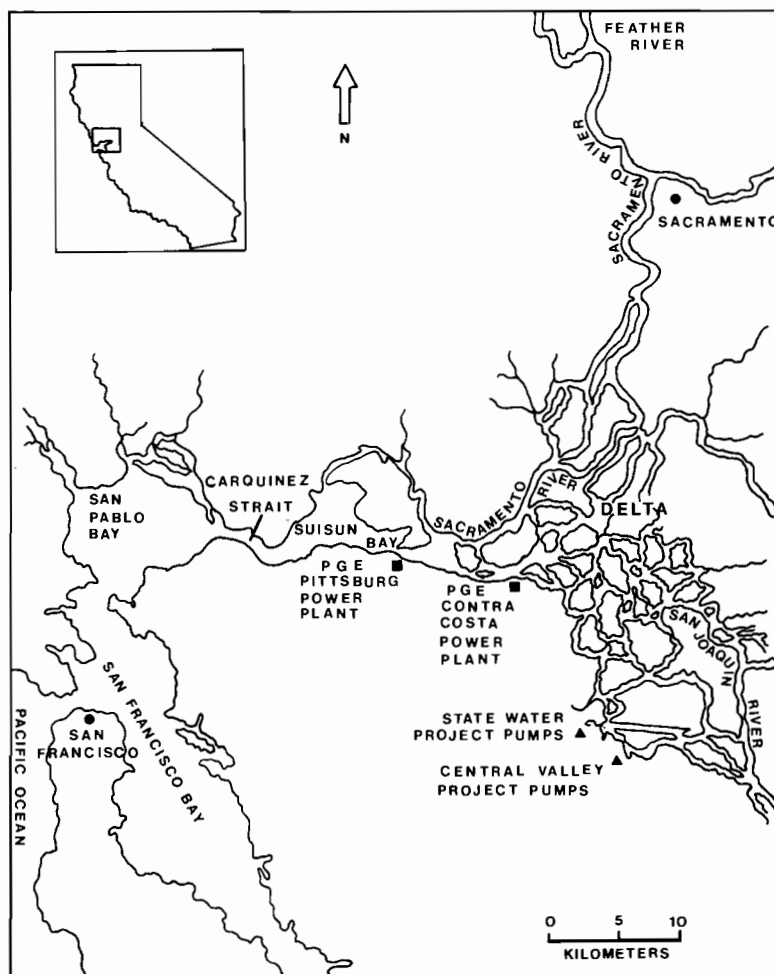 FEATHER
RIVER
N
SACRAMENTO RIVER
SACRAMENTO
CARQUINEZ
STRAIT
SAN
PABLO
BAY
SUISUN
BAY
SACRAMENTO
RIVER
DELTA
PGE
PITTSBURG
POWER
PLANT
PGE
CONTRA
COSTA
POWER
PLANT
SAN JOAQUIN
RIVER
SAN FRANCISCO BAY
PACIFIC OCEAN
SAN
FRANCISCO
STATE WATER
PROJECT PUMPS
CENTRAL VALLEY
PROJECT PUMPS
0 5 10
KILOMETERS